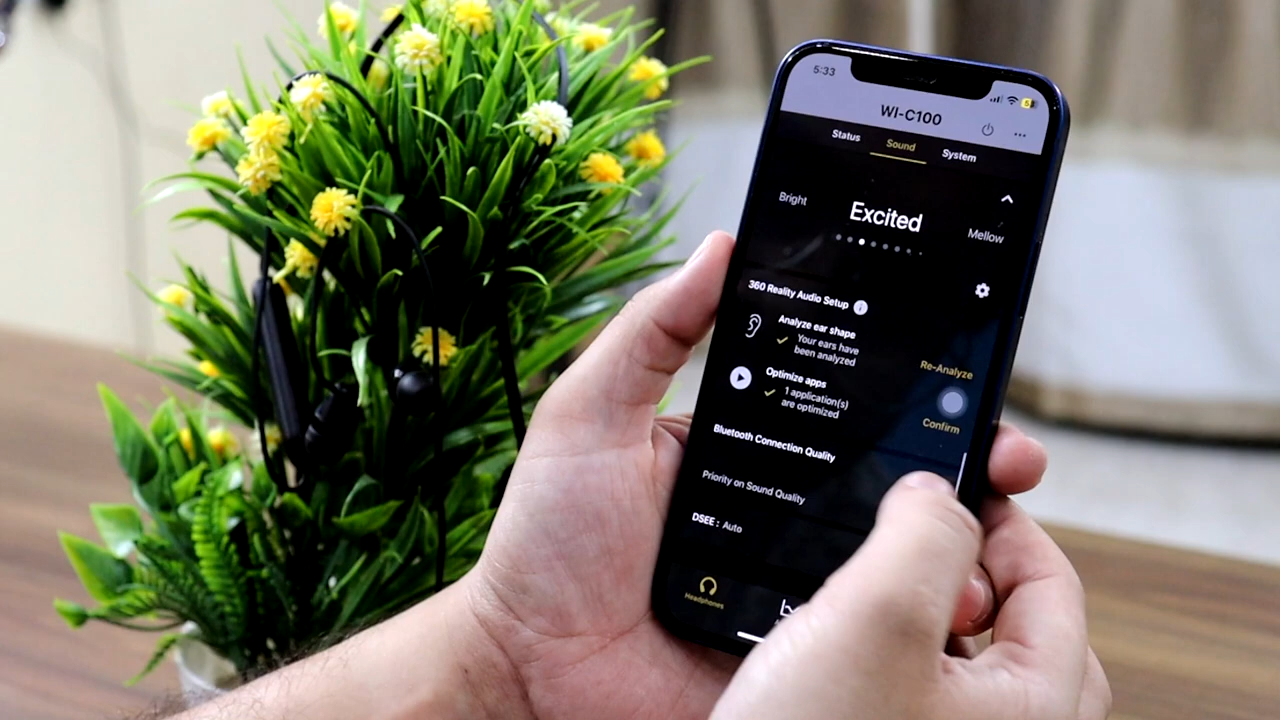 5:33
5
WI-C100
Status
Sound
System
Bright
Excited
Mellow
360 Reality Audio Setup i
Analyze ear shape
Your ears have
been analyzed
Re-Analyze
Optimize apps
1 application(s)
are optimized
Confirm
Bluetooth Connection Quality
Priority on Sound Quality
DSEE : Auto
Headphones